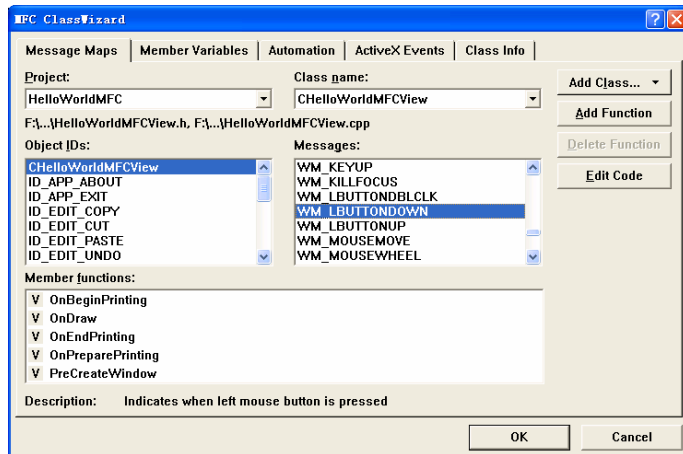 MFC ClassWizard
Message Maps Member Variables Automation ActiveX Events Class Info
Project: Class name:
HelloWorldMFC CHelloWorldMFCView
Add Class...
Add Function
Delete Function
Edit Code
F:\...\HelloWorldMFCView.h, F:\...\HelloWorldMFCView.cpp
Object IDs: Messages:
CHelloWorldMFCView WM_KEYUP
ID_APP_ABOUT WM_KILLFOCUS
ID_APP_EXIT WM_LBUTTONDBLCLK
ID_EDIT_COPY WM_LBUTTONDOWN
ID_EDIT_CUT WM_LBUTTONUP
ID_EDIT_PASTE WM_MOUSEMOVE
ID_EDIT_UNDO WM_MOUSEWHEEL
Member functions:
V OnBeginPrinting
V OnDraw
V OnEndPrinting
V OnPreparePrinting
V PreCreateWindow
Description: Indicates when left mouse button is pressed
OK Cancel